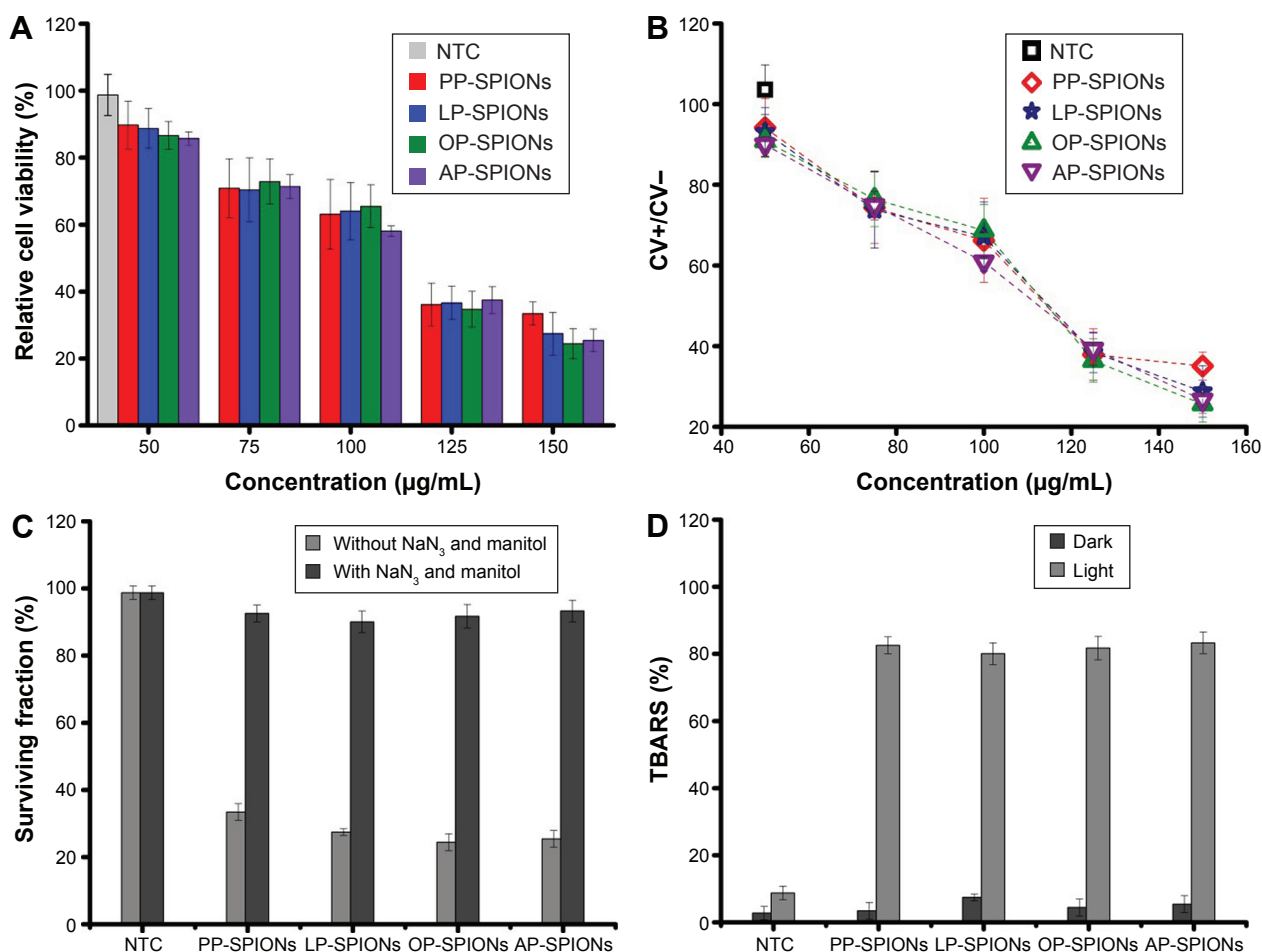 A
120
100
80
60
40
20
0
Relative cell viability (%)
NTC
PP-SPIONs
LP-SPIONs
OP-SPIONs
AP-SPIONs
50 75 100 125 150
Concentration (µg/mL)
B
120
100
80
60
40
20
CV+/CV−
NTC
PP-SPIONs
LP-SPIONs
OP-SPIONs
AP-SPIONs
40 60 80 100 120 140 160
Concentration (µg/mL)
C
120
100
80
60
40
20
0
Surviving fraction (%)
Without NaN₃ and manitol
With NaN₃ and manitol
NTC PP-SPIONs LP-SPIONs OP-SPIONs AP-SPIONs
D
120
100
80
60
40
20
0
TBARS (%)
Dark
Light
NTC PP-SPIONs LP-SPIONs OP-SPIONs AP-SPIONs